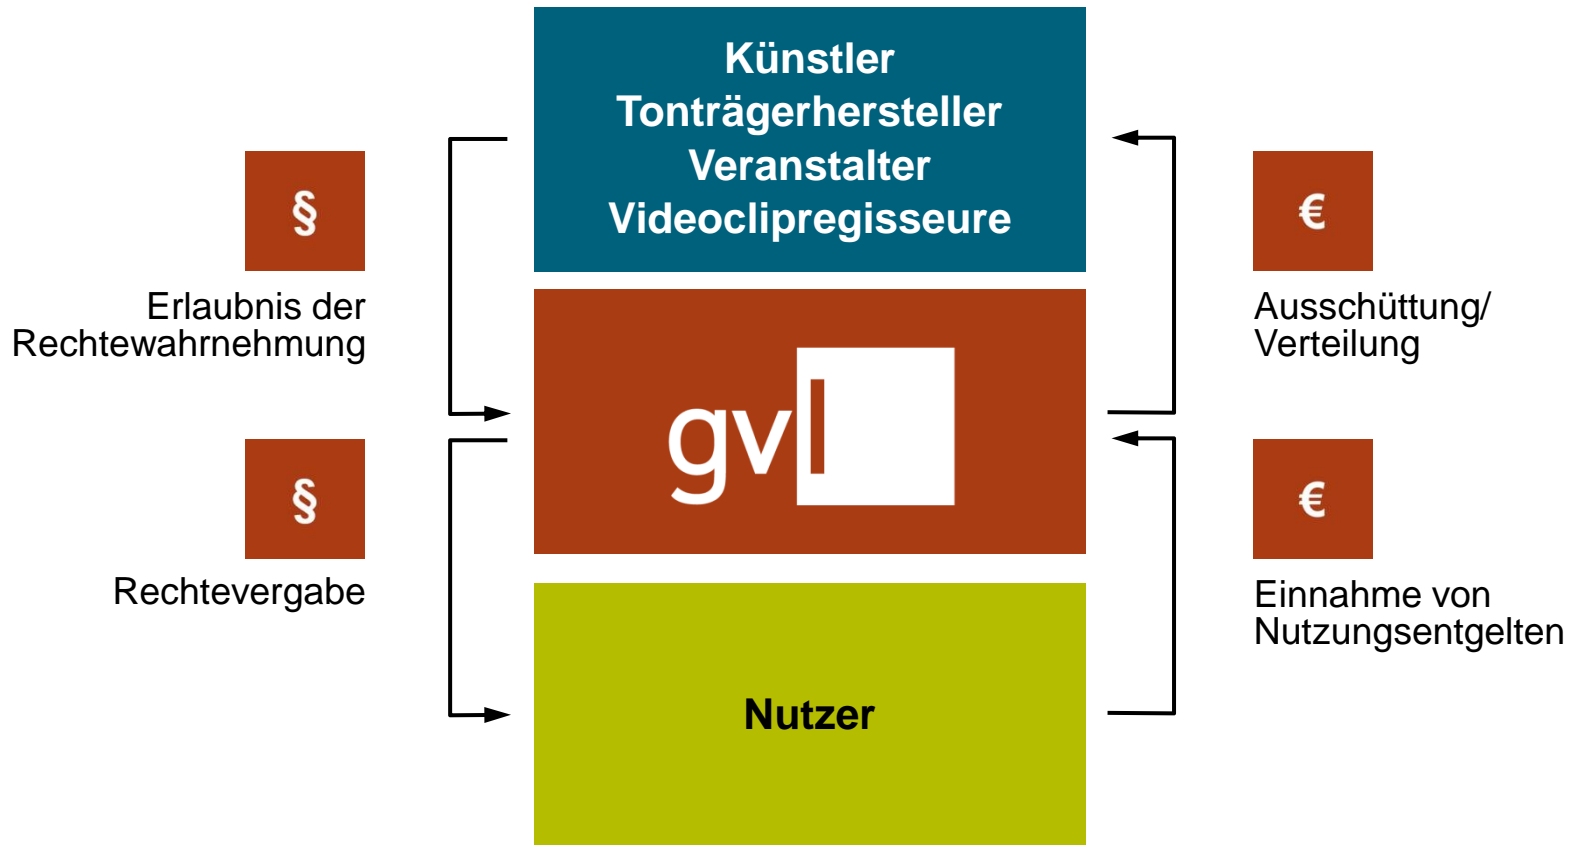 Künstler
Tonträgerhersteller
Veranstalter
Videoclipregisseure
§
Erlaubnis der
Rechtewahrnehmung
€
Ausschüttung/
Verteilung
gvl
§
Rechtevergabe
€
Einnahme von
Nutzungsentgelten
Nutzer